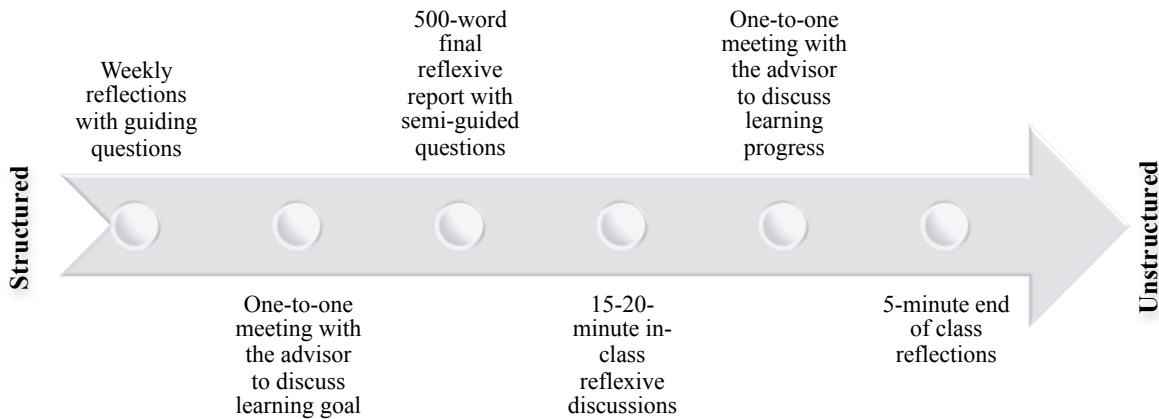 Structured
Weekly
reflections
with guiding
questions
One-to-one
meeting with
the advisor
to discuss
learning goal
500-word
final
reflexive
report with
semi-guided
questions
15-20-
minute in-
class
reflexive
discussions
One-to-one
meeting with
the advisor
to discuss
learning
progress
5-minute end
of class
reflections
Unstructured